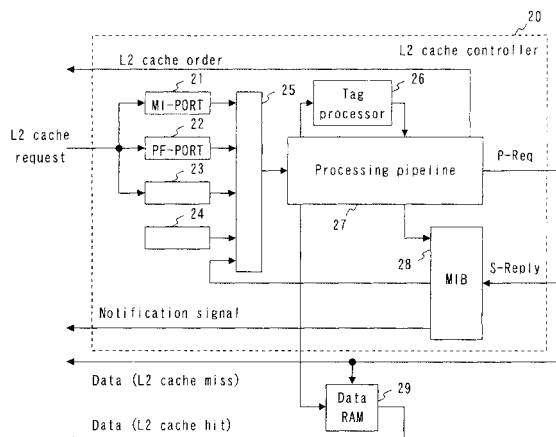 20
L2 cache controller
L2 cache order
21
MI-PORT
25
26
Tag
processor
L2 cache
request
22
PF-PORT
23
24
Processing pipeline
27
P-Req
28
MIB
S-Reply
Notification signal
Data (L2 cache miss)
29
Data
RAM
Data (L2 cache hit)